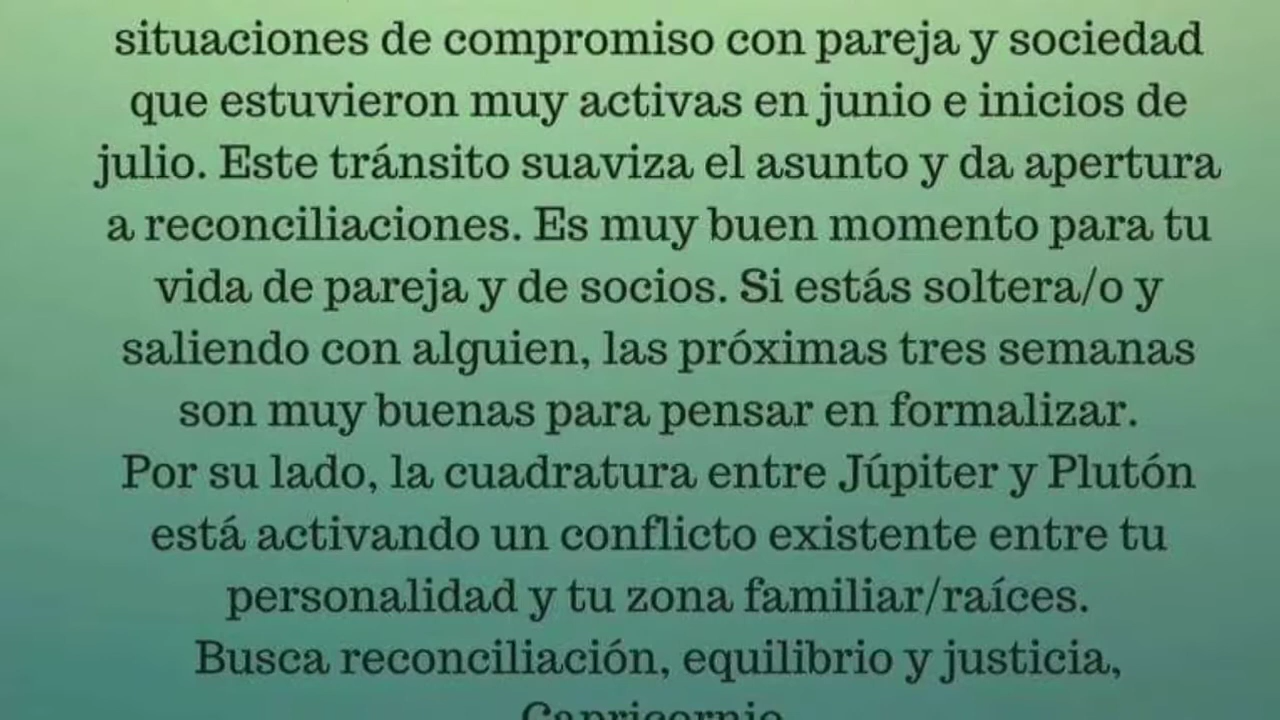 situaciones de compromiso con pareja y sociedad
que estuvieron muy activas en junio e inicios de
julio. Este tránsito suaviza el asunto y da apertura
a reconciliaciones. Es muy buen momento para tu
vida de pareja y de socios. Si estás soltera/o y
saliendo con alguien, las próximas tres semanas
son muy buenas para pensar en formalizar.
Por su lado, la cuadratura entre Júpiter y Plutón
está activando un conflicto existente entre tu
personalidad y tu zona familiar/raíces.
Busca reconciliación, equilibrio y justicia,
Capricornio